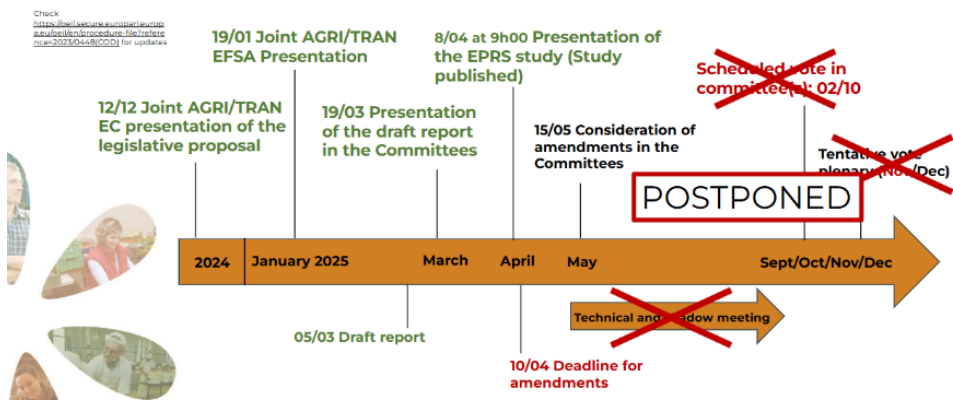 Check
https://oeil.secure.europarl.europ
a.eu/oeil/en/procedure-file?refere
nce=2023/0448(COD) for updates
19/01 Joint AGRI/TRAN
EFSA Presentation
8/04 at 9h00 Presentation of
the EPRS study (Study
published)
Scheduled vote in
committee(s): 02/10
12/12 Joint AGRI/TRAN
EC presentation of the
legislative proposal
19/03 Presentation
of the draft report
in the Committees
15/05 Consideration of
amendments in the
Committees
Tentative vote
plenary (Nov/Dec)
POSTPONED
2024
January 2025
March
April
May
Sept/Oct/Nov/Dec
Technical and shadow meeting
05/03 Draft report
10/04 Deadline for
amendments